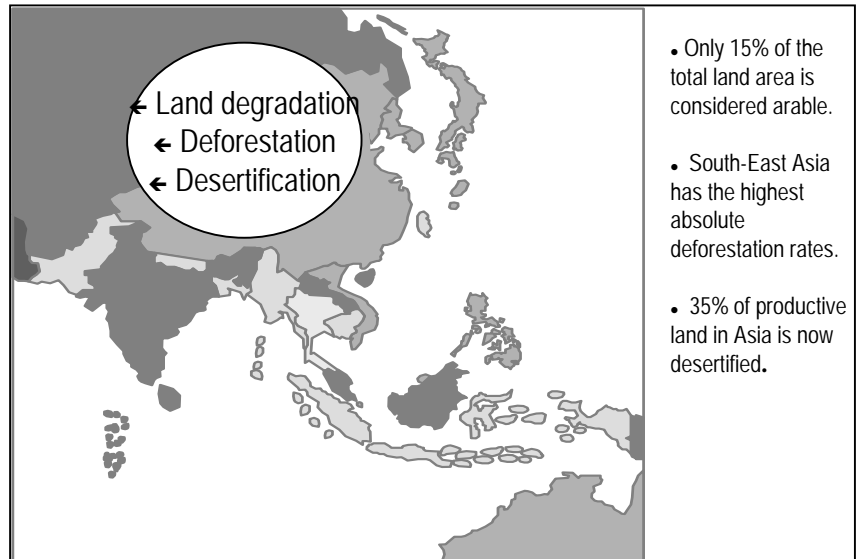 ← Land degradation
← Deforestation
← Desertification
• Only 15% of the
total land area is
considered arable.
• South-East Asia
has the highest
absolute
deforestation rates.
• 35% of productive
land in Asia is now
desertified.